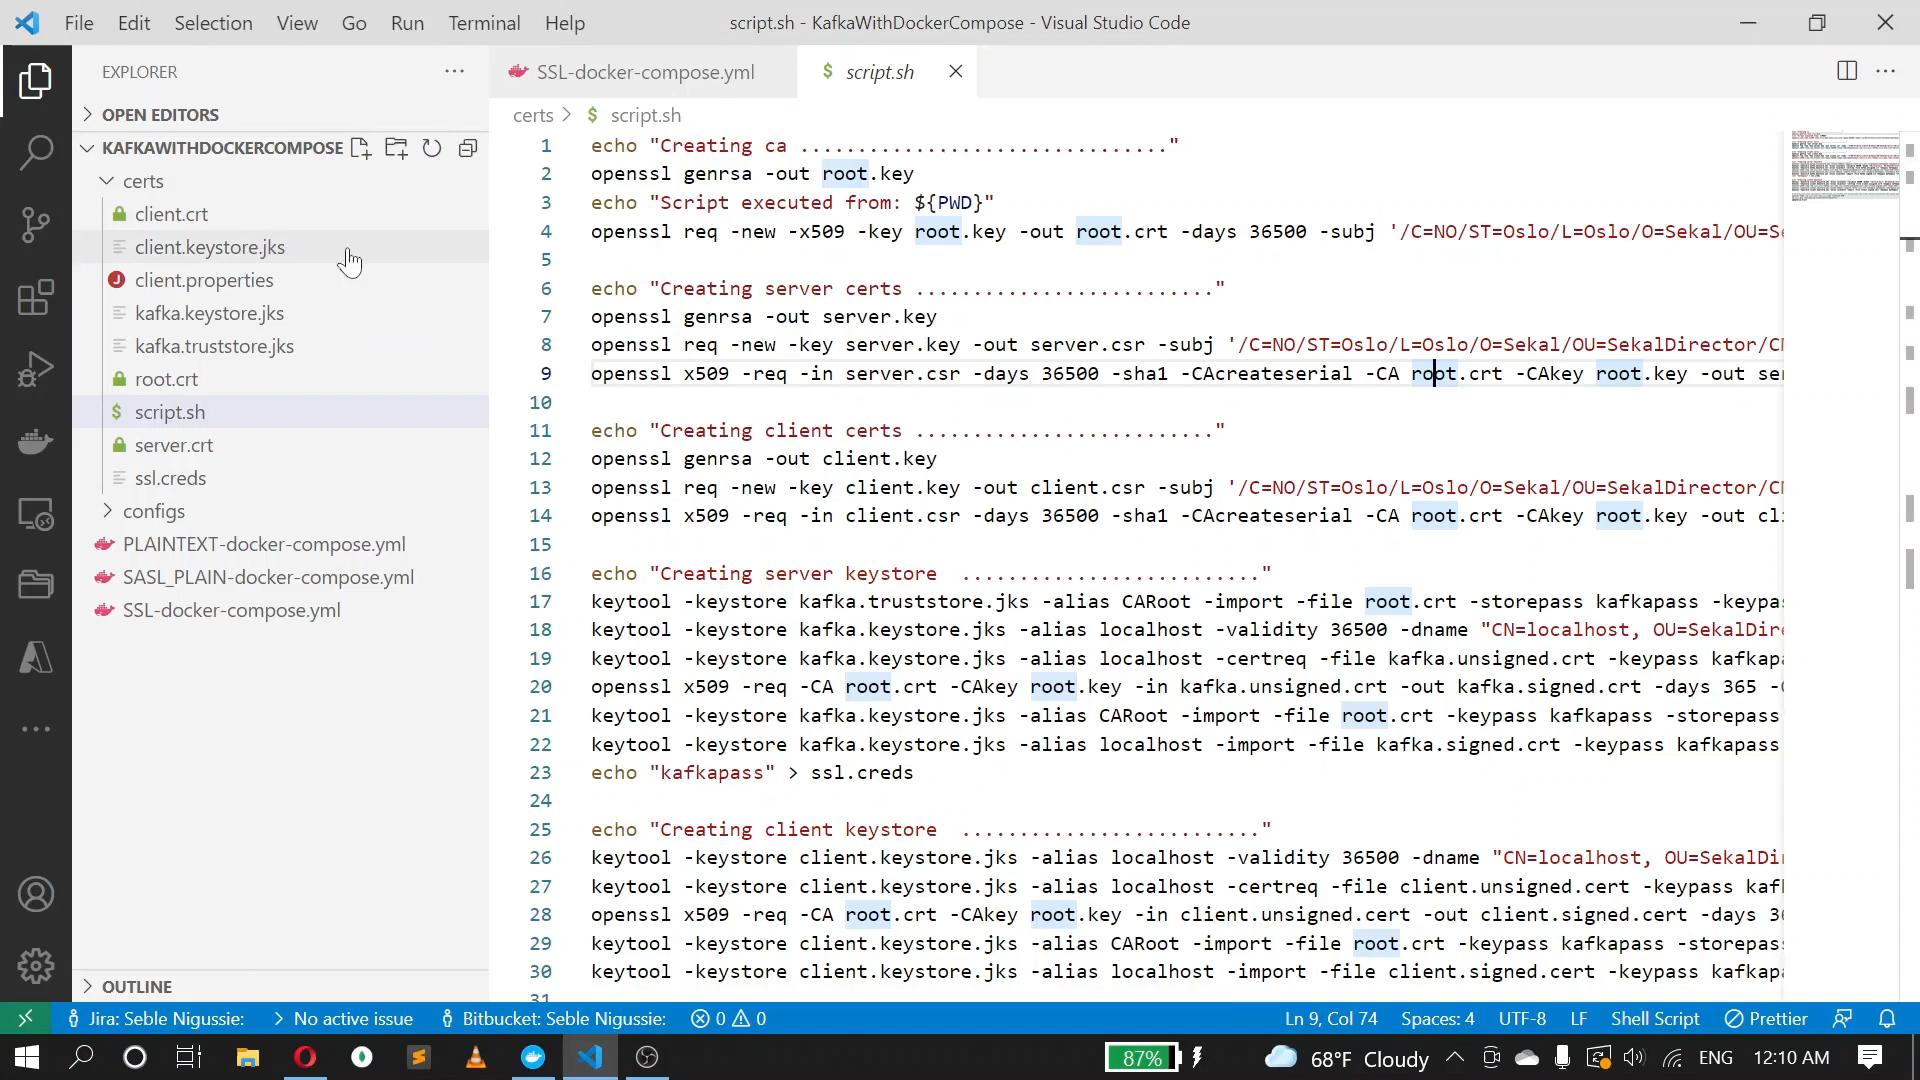 File Edit Selection View Go Run Terminal Help
script.sh - KafkaWithDockerCompose - Visual Studio Code
EXPLORER
OPEN EDITORS
KAFKAWITHDOCKERCOMPOSE
certs
client.crt
client.keystore.jks
client.properties
kafka.keystore.jks
kafka.truststore.jks
root.crt
script.sh
server.crt
ssl.creds
configs
PLAINTEXT-docker-compose.yml
SASL_PLAIN-docker-compose.yml
SSL-docker-compose.yml
OUTLINE
SSL-docker-compose.yml
$ script.sh
certs > $ script.sh
1 echo "Creating ca ................................"
2 openssl genrsa -out root.key
3 echo "Script executed from: ${PWD}"
4 openssl req -new -x509 -key root.key -out root.crt -days 36500 -subj '/C=NO/ST=Oslo/L=Oslo/O=Sekal/OU=Se
5
6 echo "Creating server certs .........................."
7 openssl genrsa -out server.key
8 openssl req -new -key server.key -out server.csr -subj '/C=NO/ST=Oslo/L=Oslo/O=Sekal/OU=SekalDirector/CN
9 openssl x509 -req -in server.csr -days 36500 -sha1 -CAcreateserial -CA root.crt -CAkey root.key -out ser
10
11 echo "Creating client certs .........................."
12 openssl genrsa -out client.key
13 openssl req -new -key client.key -out client.csr -subj '/C=NO/ST=Oslo/L=Oslo/O=Sekal/OU=SekalDirector/CN
14 openssl x509 -req -in client.csr -days 36500 -sha1 -CAcreateserial -CA root.crt -CAkey root.key -out cli
15
16 echo "Creating server keystore  .........................."
17 keytool -keystore kafka.truststore.jks -alias CARoot -import -file root.crt -storepass kafkapass -keypas
18 keytool -keystore kafka.keystore.jks -alias localhost -validity 36500 -dname "CN=localhost, OU=SekalDire
19 keytool -keystore kafka.keystore.jks -alias localhost -certreq -file kafka.unsigned.crt -keypass kafkapa
20 openssl x509 -req -CA root.crt -CAkey root.key -in kafka.unsigned.crt -out kafka.signed.crt -days 365 -C
21 keytool -keystore kafka.keystore.jks -alias CARoot -import -file root.crt -keypass kafkapass -storepass
22 keytool -keystore kafka.keystore.jks -alias localhost -import -file kafka.signed.crt -keypass kafkapass
23 echo "kafkapass" > ssl.creds
24
25 echo "Creating client keystore  .........................."
26 keytool -keystore client.keystore.jks -alias localhost -validity 36500 -dname "CN=localhost, OU=SekalDi
27 keytool -keystore client.keystore.jks -alias localhost -certreq -file client.unsigned.cert -keypass kaf
28 openssl x509 -req -CA root.crt -CAkey root.key -in client.unsigned.cert -out client.signed.cert -days 36
29 keytool -keystore client.keystore.jks -alias CARoot -import -file root.crt -keypass kafkapass -storepas
30 keytool -keystore client.keystore.jks -alias localhost -import -file client.signed.cert -keypass kafkapa
31
Jira: Seble Nigussie: No active issue Bitbucket: Seble Nigussie: 0 0 Ln 9, Col 74 Spaces: 4 UTF-8 LF Shell Script Prettier
87% 68°F Cloudy ENG 12:10 AM